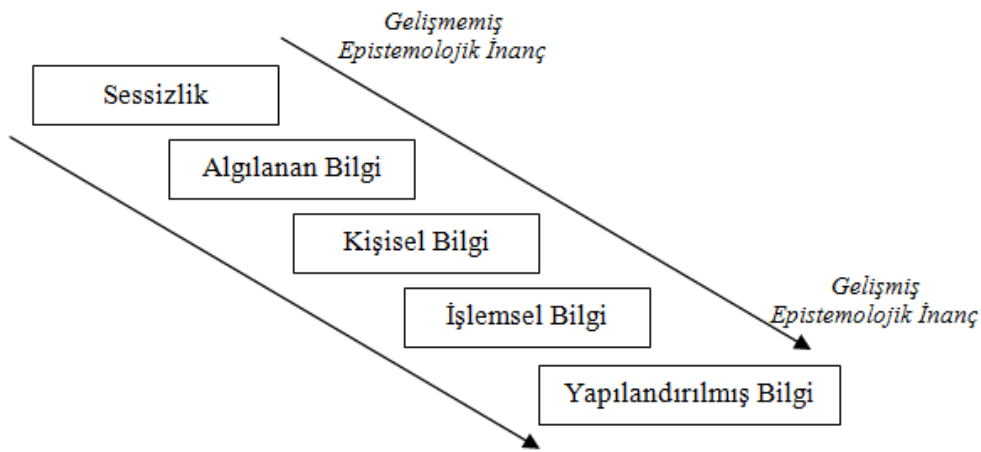 Gelişmemiş
Epistemolojik İnanç
Sessizlik
Algılanan Bilgi
Kişisel Bilgi
Gelişmiş
Epistemolojik İnanç
İşlemsel Bilgi
Yapılandırılmış Bilgi